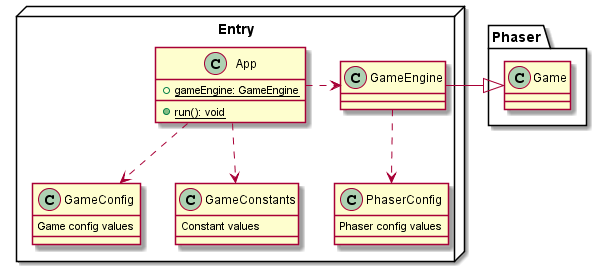 Entry
Phaser
C App
gameEngine: GameEngine
run(): void
C GameEngine
C Game
C GameConfig
Game config values
C GameConstants
Constant values
C PhaserConfig
Phaser config values